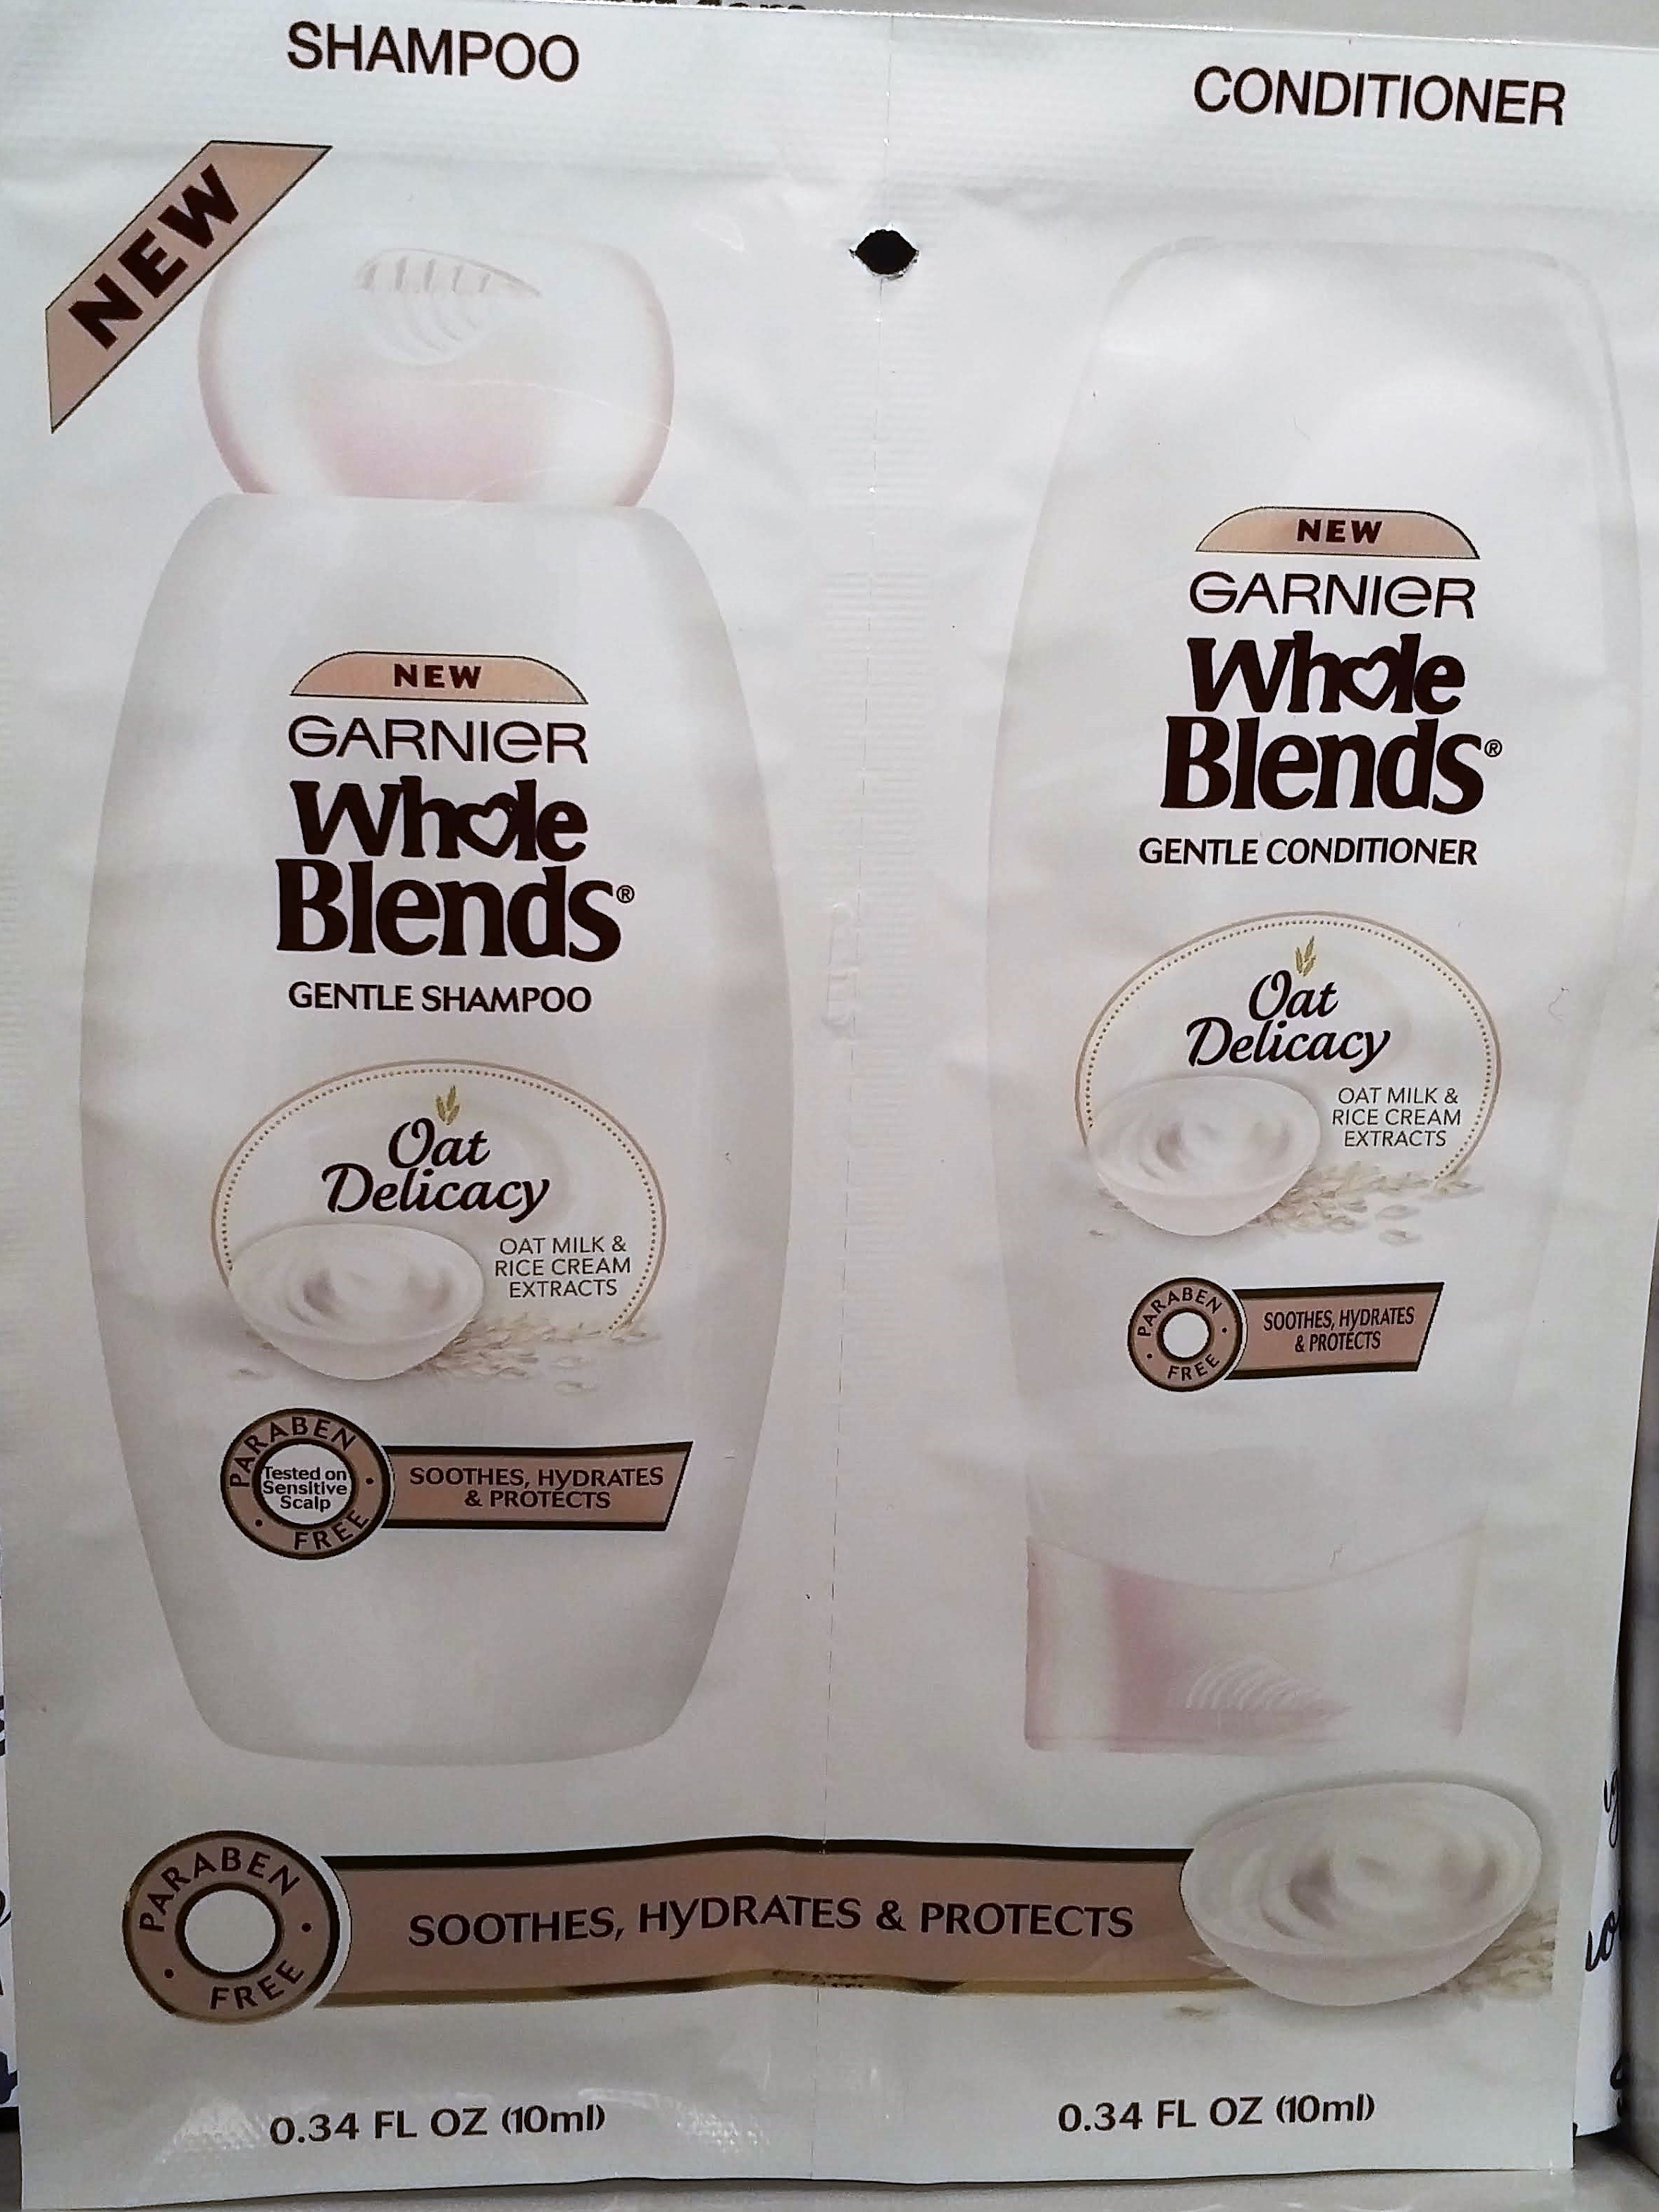 SHAMPOO
NEW
NEW
GARNIER
Whole
Blends®
GENTLE SHAMPOO
Oat
Delicacy
OAT MILK &
RICE CREAM
EXTRACTS
PARABEN
FREE
Tested on
Sensitive
Scalp
SOOTHES, HYDRATES
& PROTECTS
CONDITIONER
NEW
GARNIER
Whole
Blends®
GENTLE CONDITIONER
Oat
Delicacy
OAT MILK &
RICE CREAM
EXTRACTS
PARABEN
FREE
SOOTHES, HYDRATES
& PROTECTS
PARABEN
FREE
SOOTHES, HYDRATES & PROTECTS
0.34 FL OZ (10ml)
0.34 FL OZ (10ml)